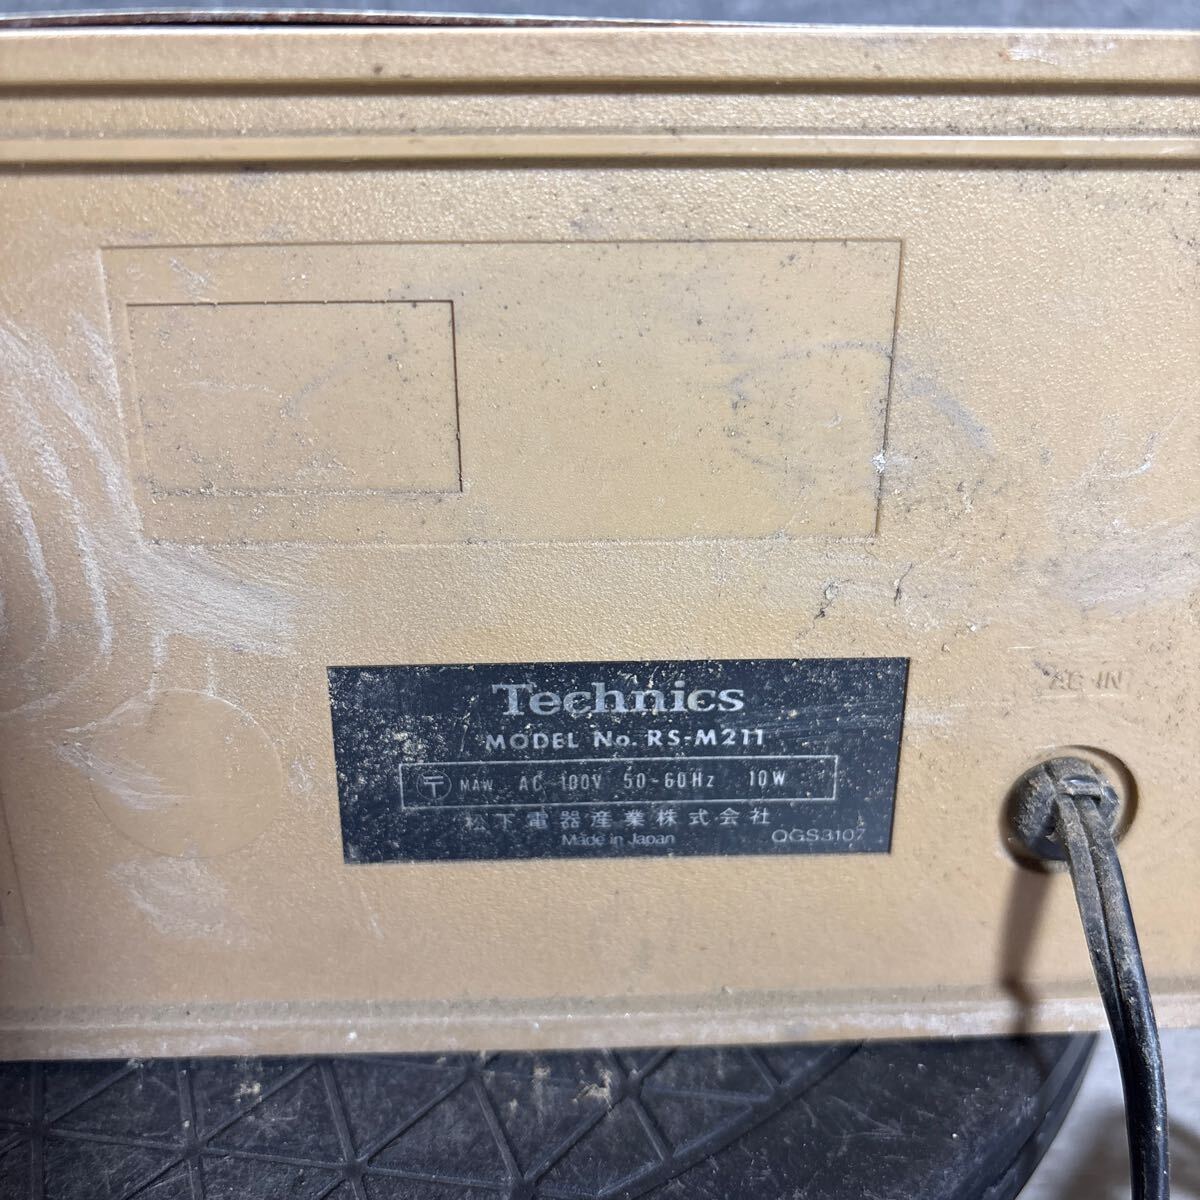 AC IN
Technics
MODEL No. RS-M211
〒 NAW AC 100V 50-60Hz 10W
松下電器産業株式会社
Made in Japan QGS3107